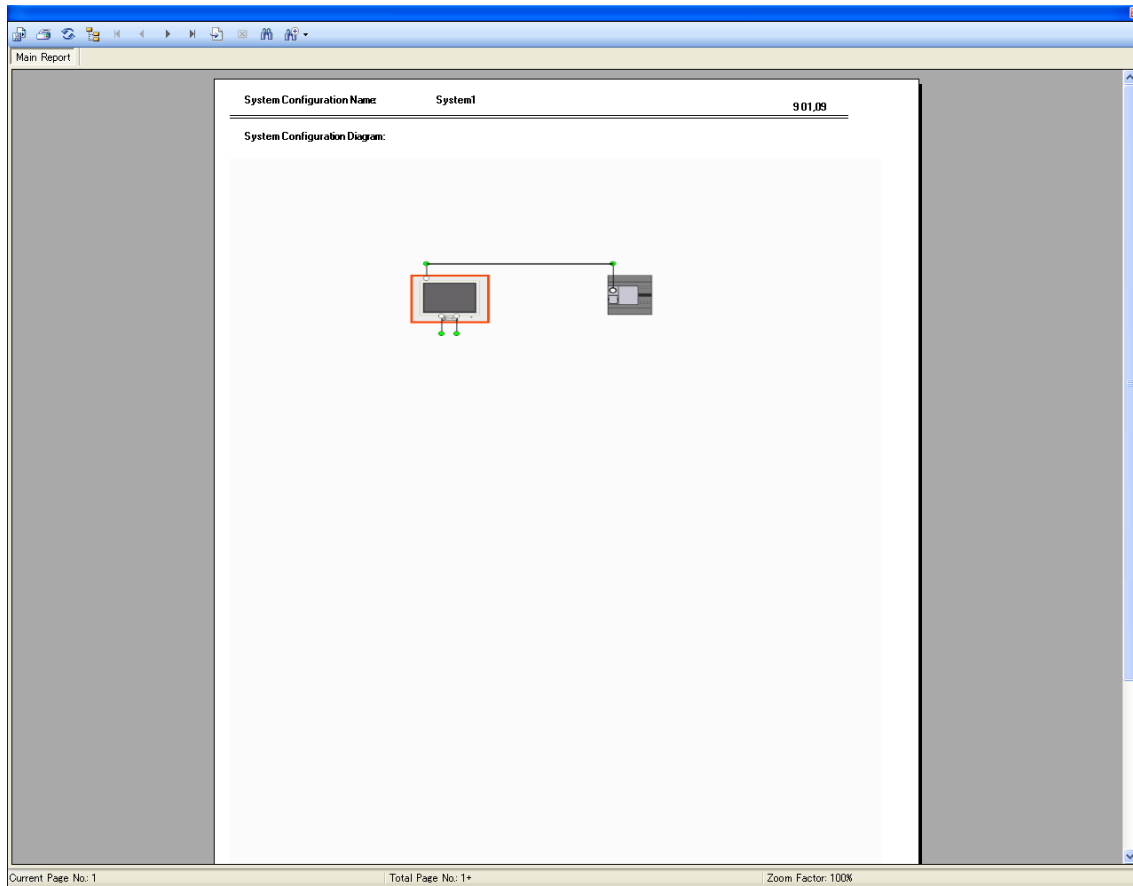 Main Report
System Configuration Name: System1 9 01,09
System Configuration Diagram:
Current Page No.: 1 Total Page No.: 1+ Zoom Factor: 100%